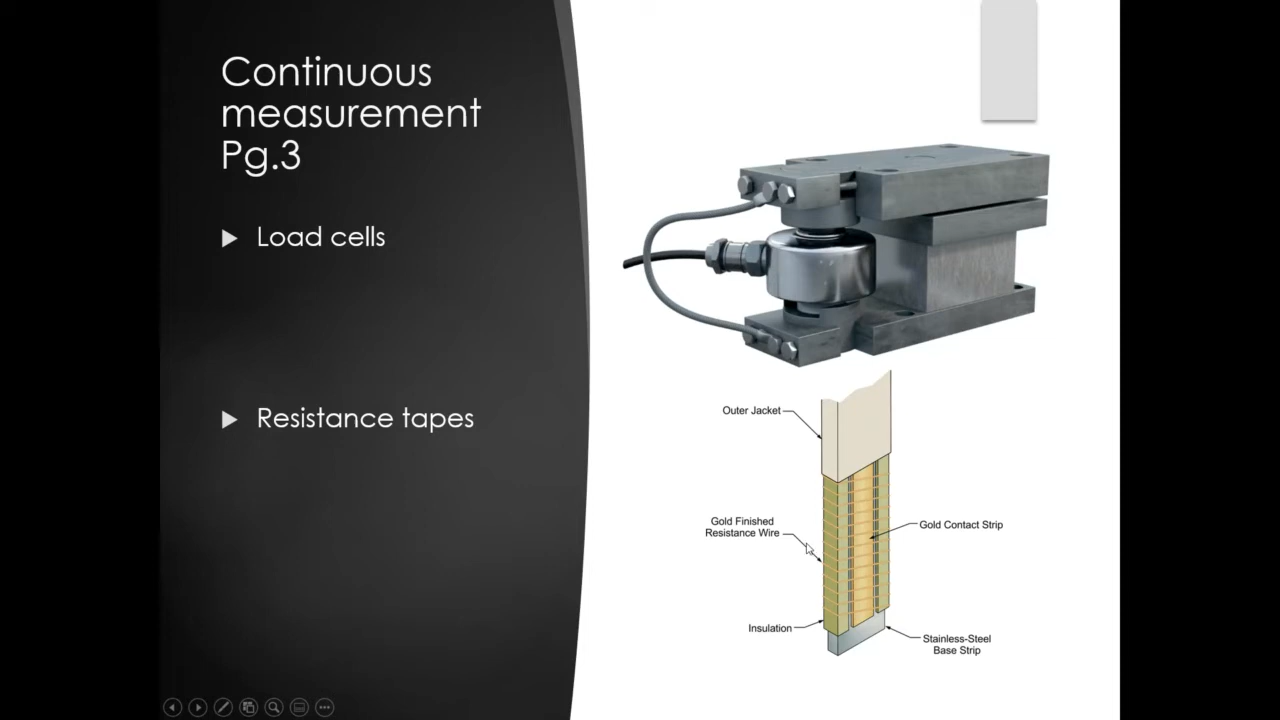 Continuous
measurement
Pg.3
Load cells
Resistance tapes
Outer Jacket
Gold Finished
Resistance Wire
Gold Contact Strip
Insulation
Stainless-Steel
Base Strip